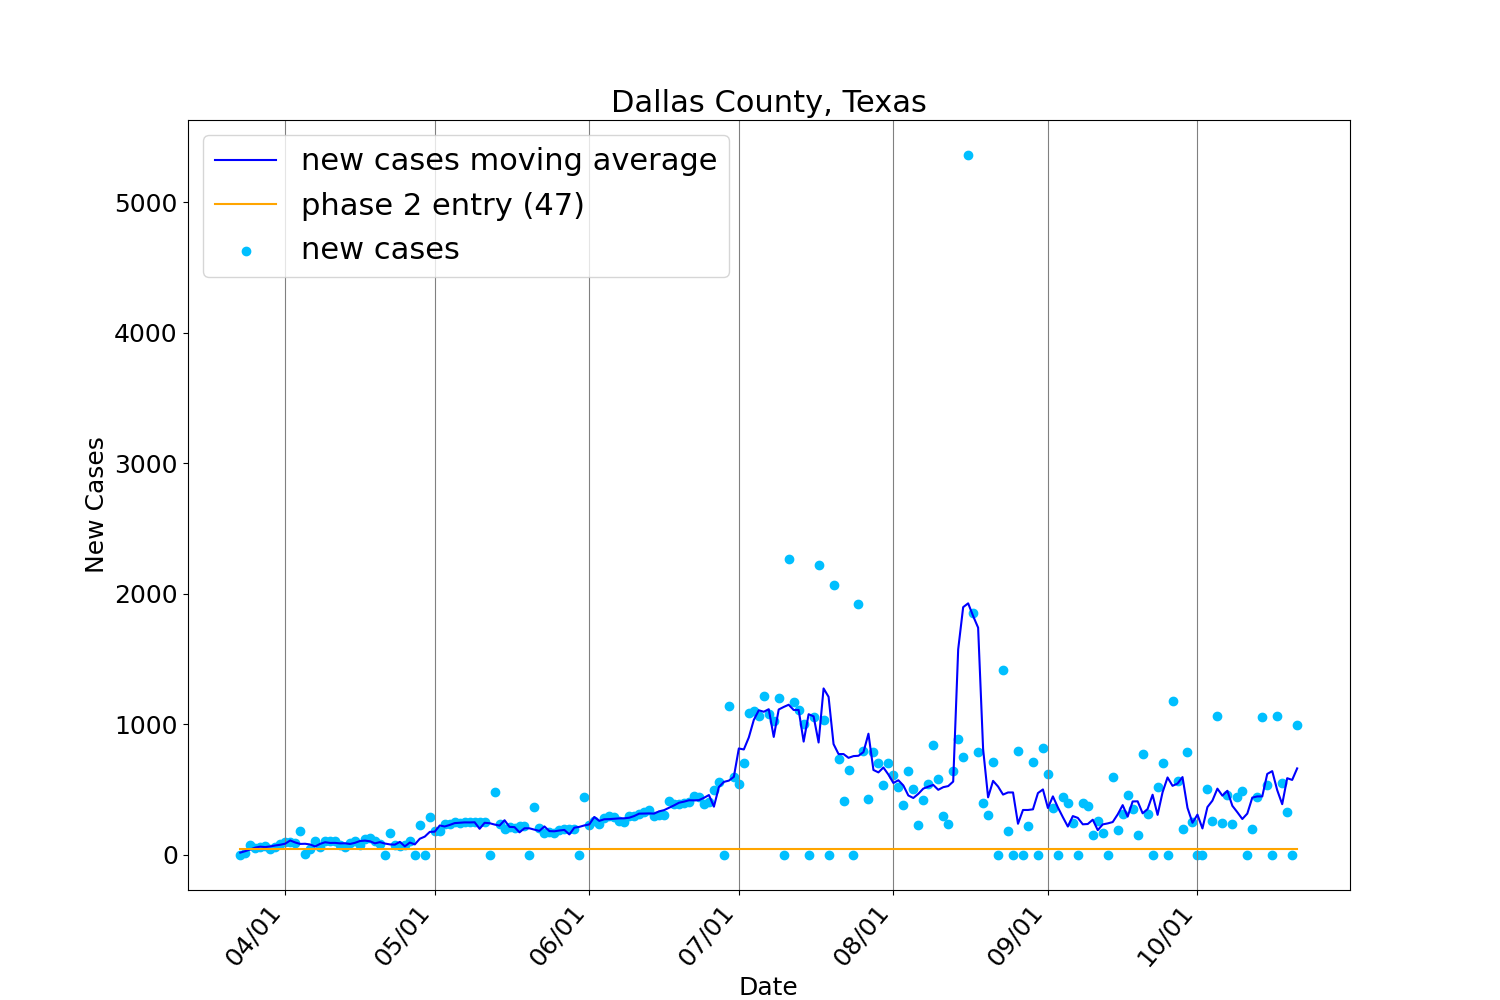 Dallas County, Texas
new cases moving average
phase 2 entry (47)
new cases
5000
4000
3000
2000
1000
0
New Cases
04/01
05/01
06/01
07/01
08/01
09/01
10/01
Date